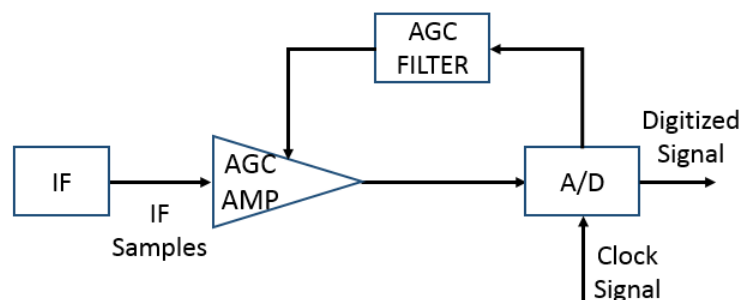 AGC
FILTER
Digitized
Signal
IF
AGC
AMP
A/D
IF
Samples
Clock
Signal